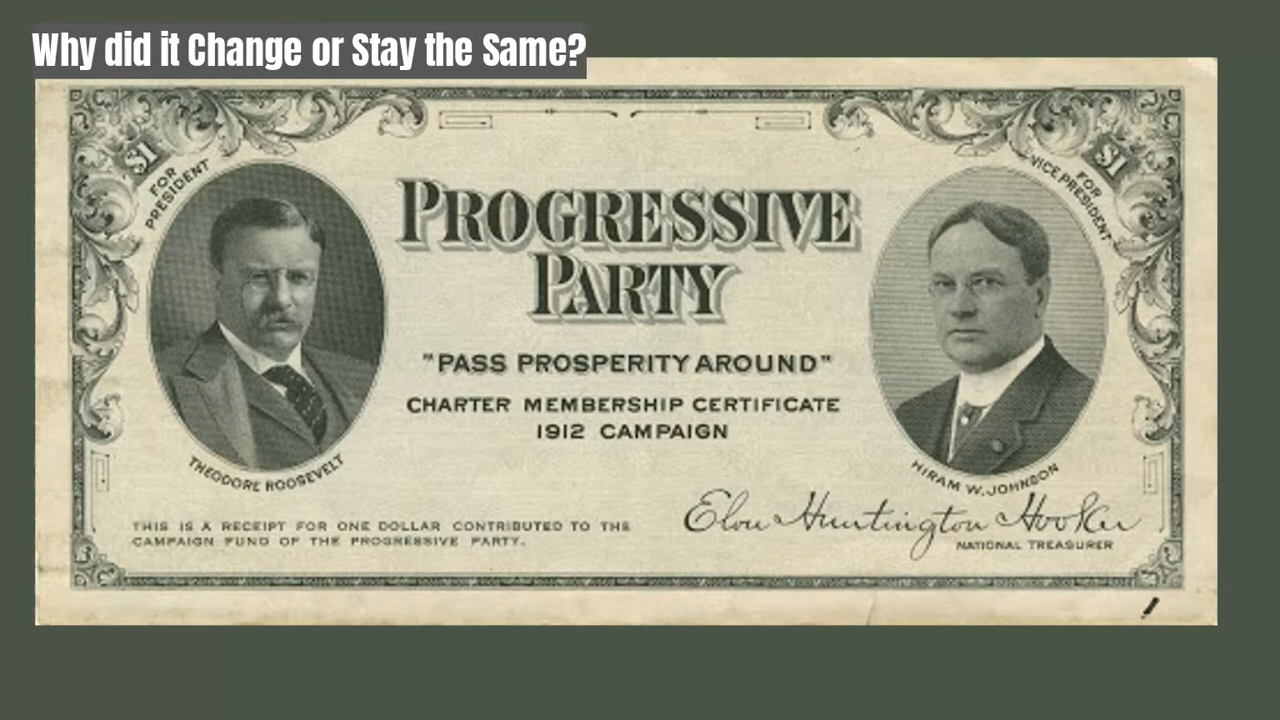 Why did it Change or Stay the Same?
$1
$1
FOR
PRESIDENT
FOR
VICE PRESIDENT
PROGRESSIVE
PARTY
"PASS PROSPERITY AROUND"
CHARTER MEMBERSHIP CERTIFICATE
1912 CAMPAIGN
THEODORE ROOSEVELT
HIRAM W. JOHNSON
THIS IS A RECEIPT FOR ONE DOLLAR CONTRIBUTED TO THE
CAMPAIGN FUND OF THE PROGRESSIVE PARTY.
Elon Huntington Hooker
NATIONAL TREASURER